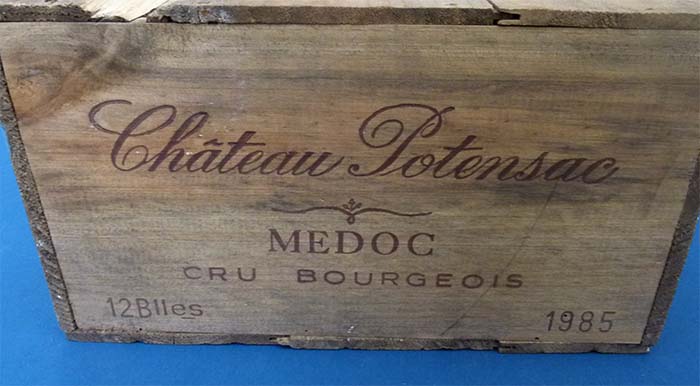 Château Potensac
MEDOC
CRU BOURGEOIS
12Blles 1985